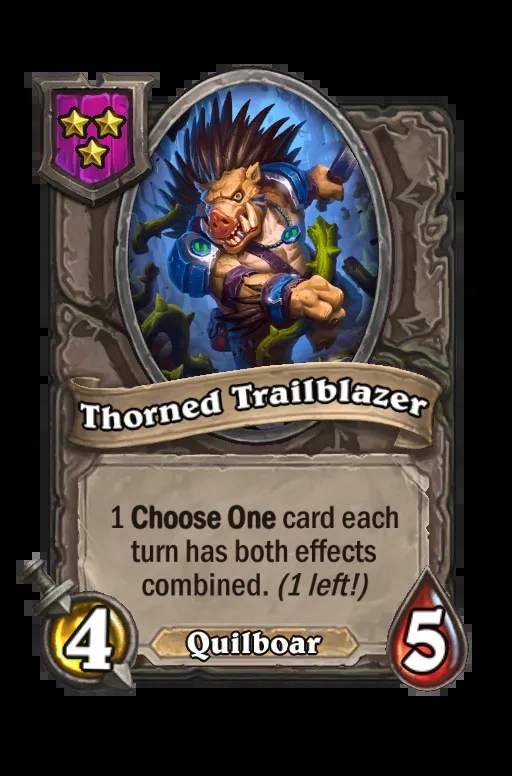 Thorned Trailblazer
1 Choose One card each
turn has both effects
combined. (1 left!)
4
Quilboar
5